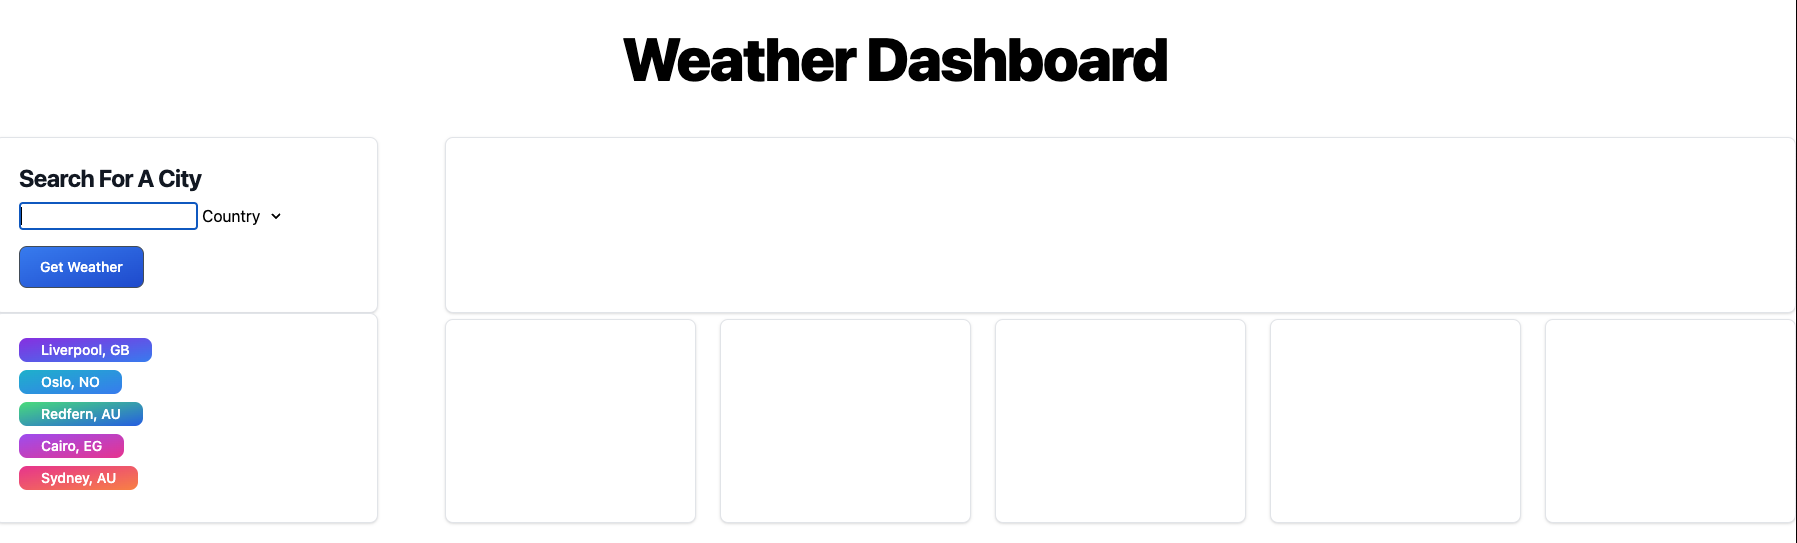 Weather Dashboard
Search For A City
Country
Get Weather
Liverpool, GB
Oslo, NO
Redfern, AU
Cairo, EG
Sydney, AU